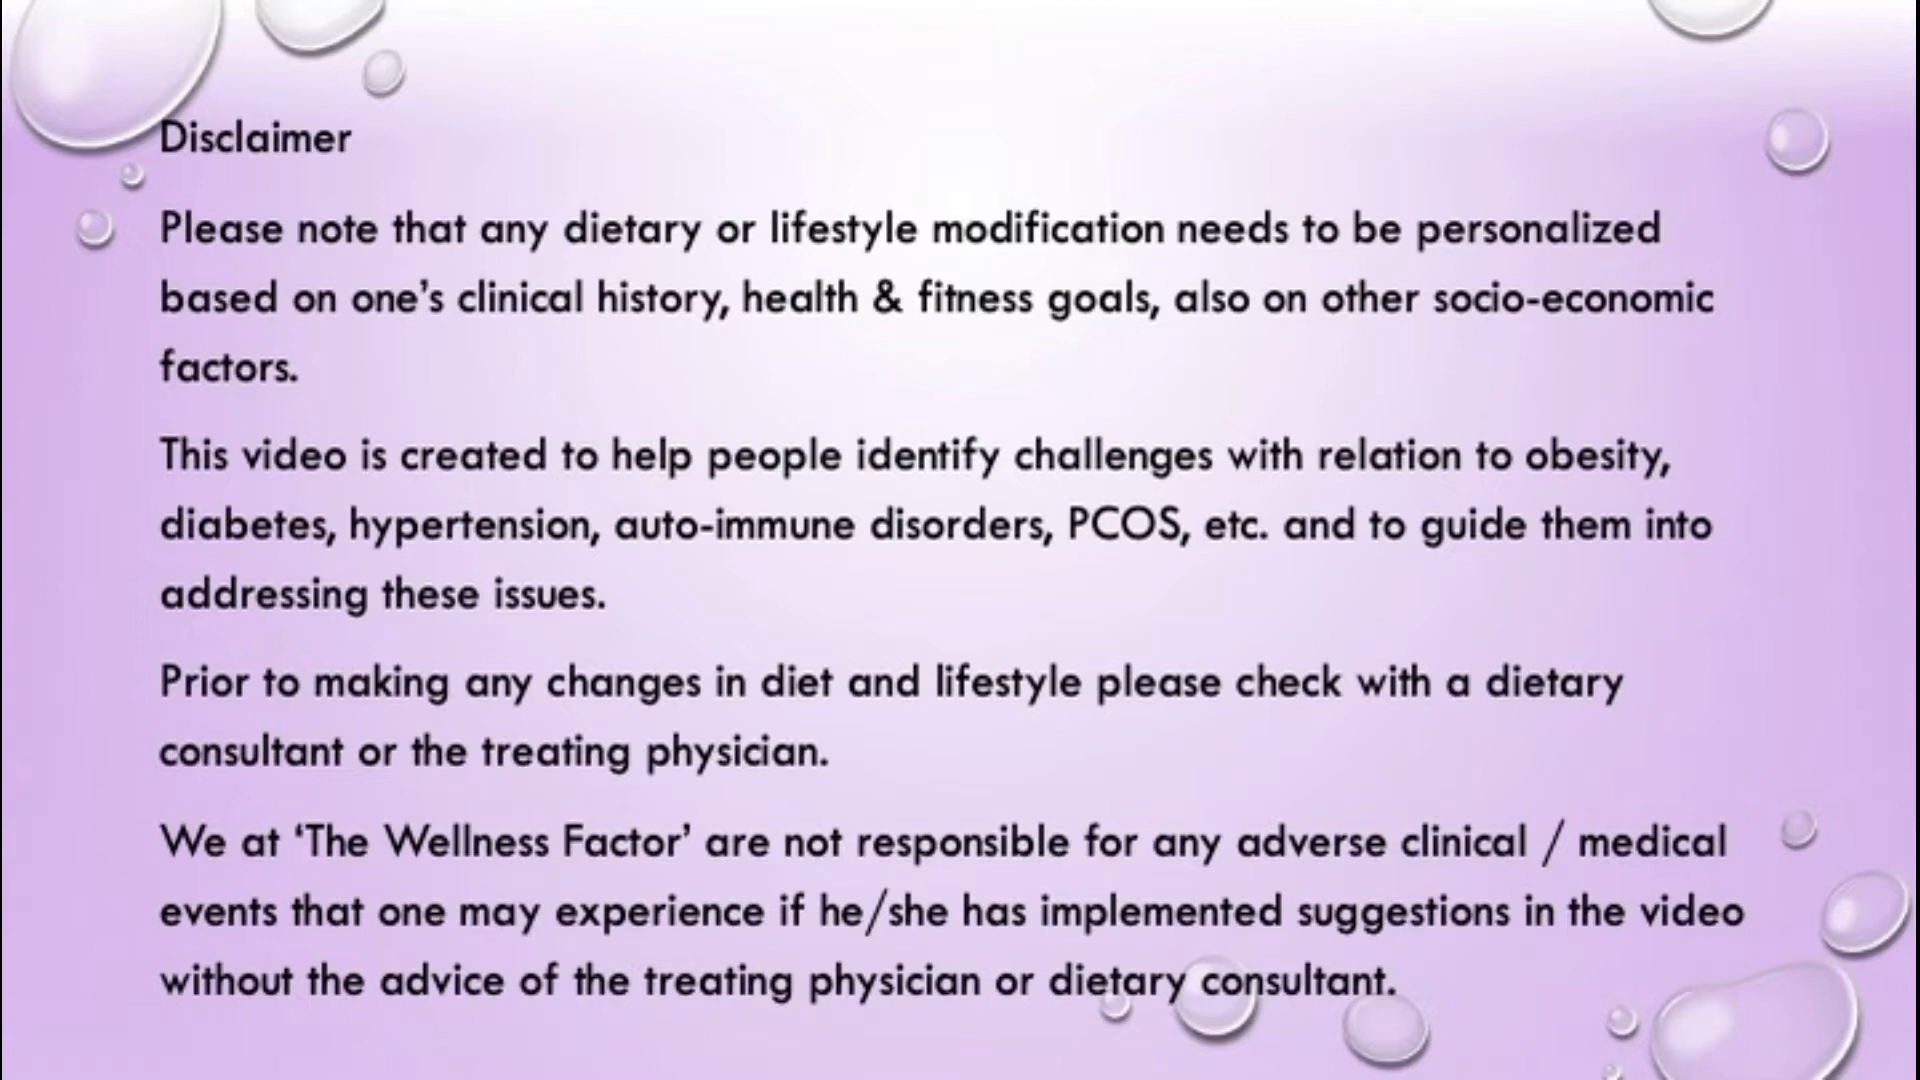 Disclaimer
Please note that any dietary or lifestyle modification needs to be personalized
based on one’s clinical history, health & fitness goals, also on other socio-economic
factors.
This video is created to help people identify challenges with relation to obesity,
diabetes, hypertension, auto-immune disorders, PCOS, etc. and to guide them into
addressing these issues.
Prior to making any changes in diet and lifestyle please check with a dietary
consultant or the treating physician.
We at ‘The Wellness Factor’ are not responsible for any adverse clinical / medical
events that one may experience if he/she has implemented suggestions in the video
without the advice of the treating physician or dietary consultant.